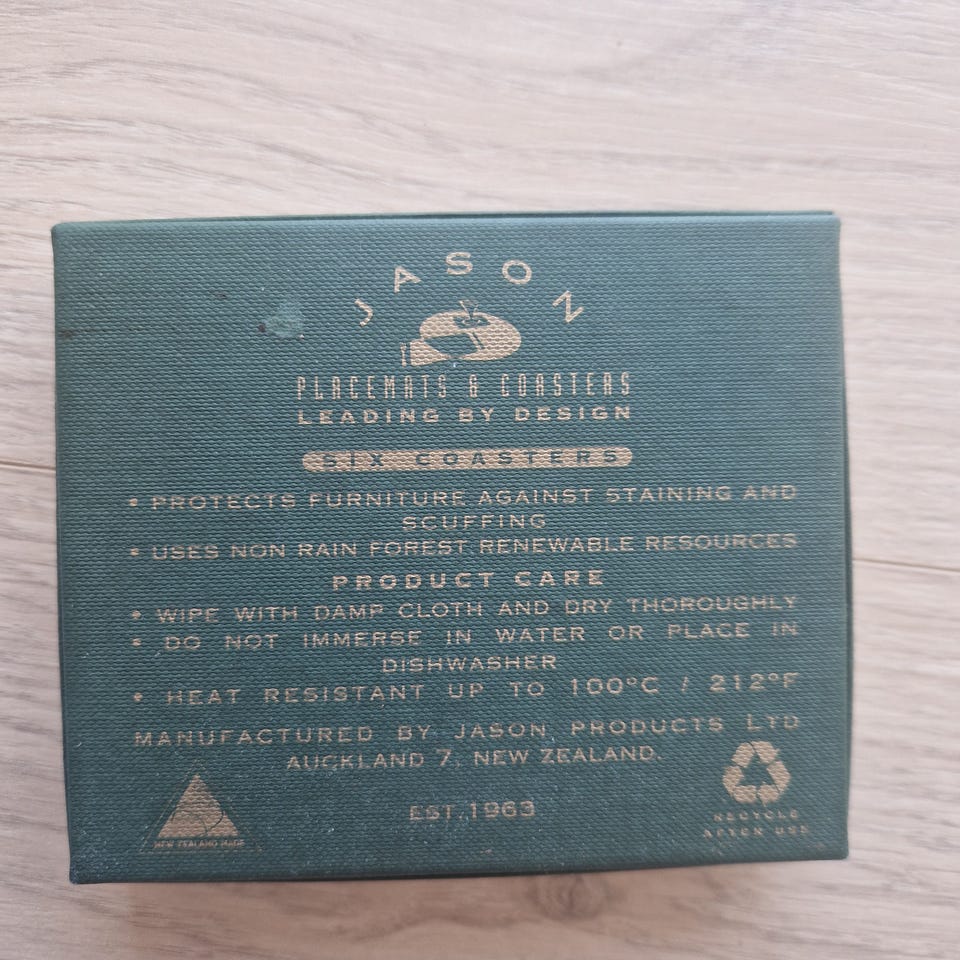 JASON
PLACEMATS & COASTERS
LEADING BY DESIGN
SIX COASTERS
• PROTECTS FURNITURE AGAINST STAINING AND
SCUFFING
• USES NON RAIN FOREST RENEWABLE RESOURCES
PRODUCT CARE
• WIPE WITH DAMP CLOTH AND DRY THOROUGHLY
• DO NOT IMMERSE IN WATER OR PLACE IN
DISHWASHER
• HEAT RESISTANT UP TO 100°C / 212°F
MANUFACTURED BY JASON PRODUCTS LTD
AUCKLAND 7, NEW ZEALAND.
EST. 1963
NEW ZEALAND MADE
RECYCLE
AFTER USE